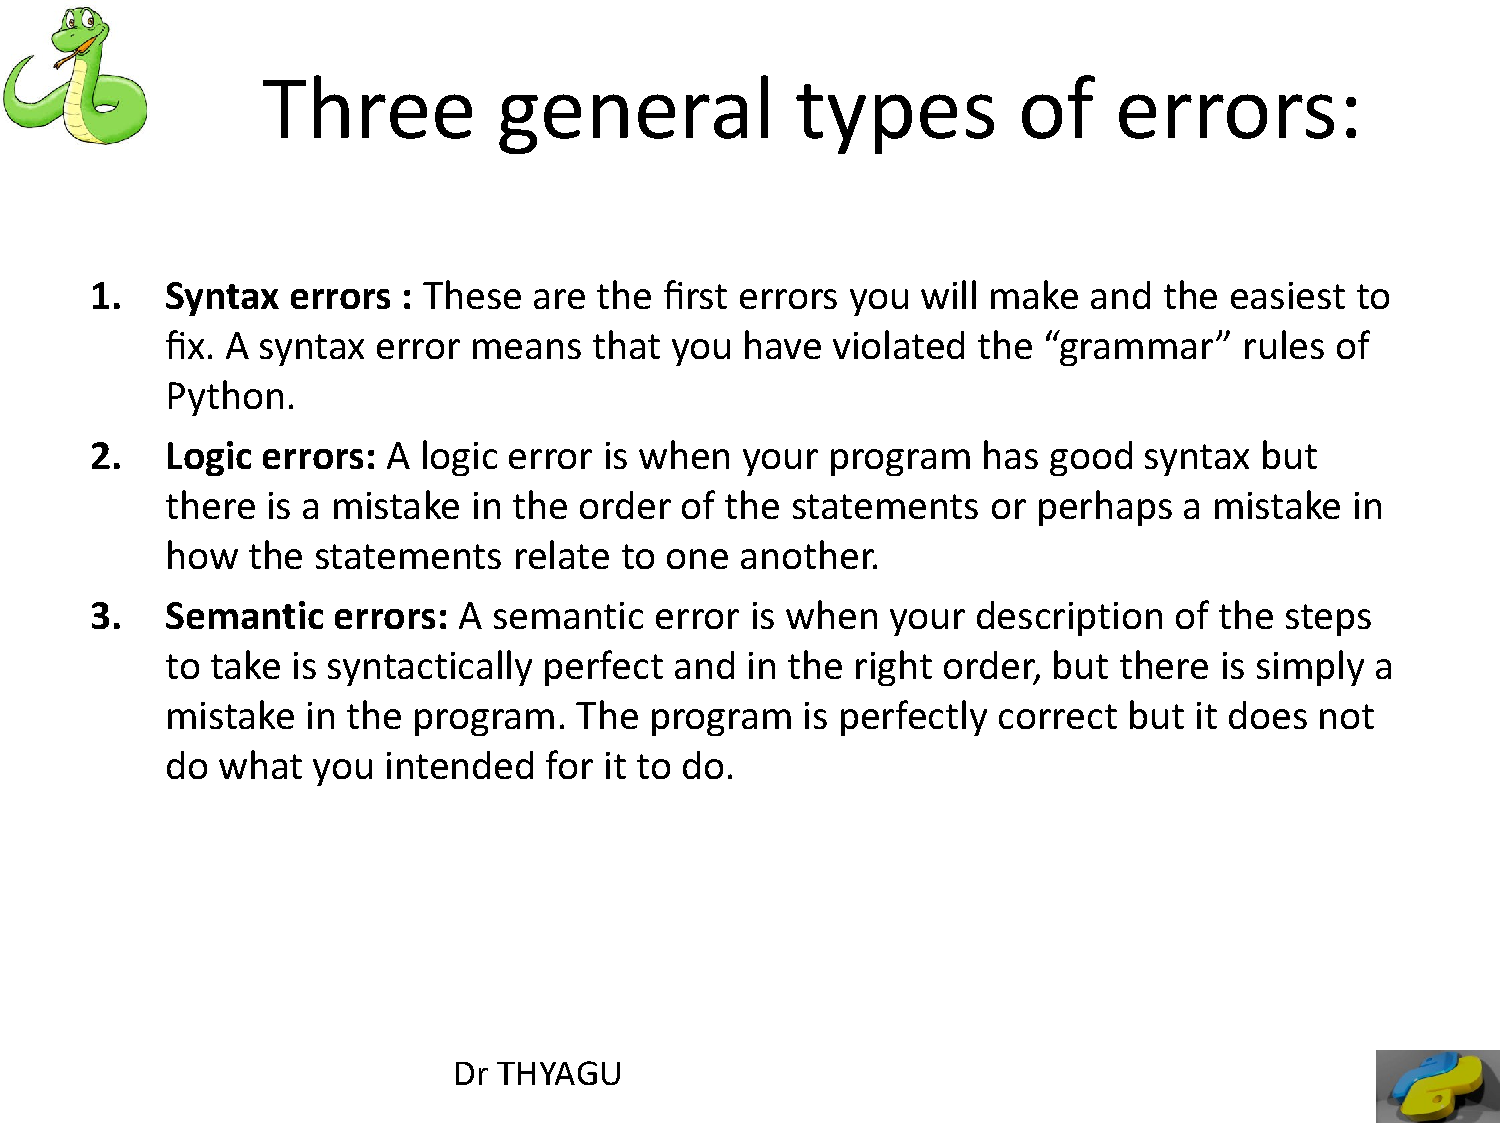 Three general types of errors:
1. Syntax errors : These are the first errors you will make and the easiest to
fix. A syntax error means that you have violated the “grammar” rules of
Python.
2. Logic errors: A logic error is when your program has good syntax but
there is a mistake in the order of the statements or perhaps a mistake in
how the statements relate to one another.
3. Semantic errors: A semantic error is when your description of the steps
to take is syntactically perfect and in the right order, but there is simply a
mistake in the program. The program is perfectly correct but it does not
do what you intended for it to do.
Dr THYAGU